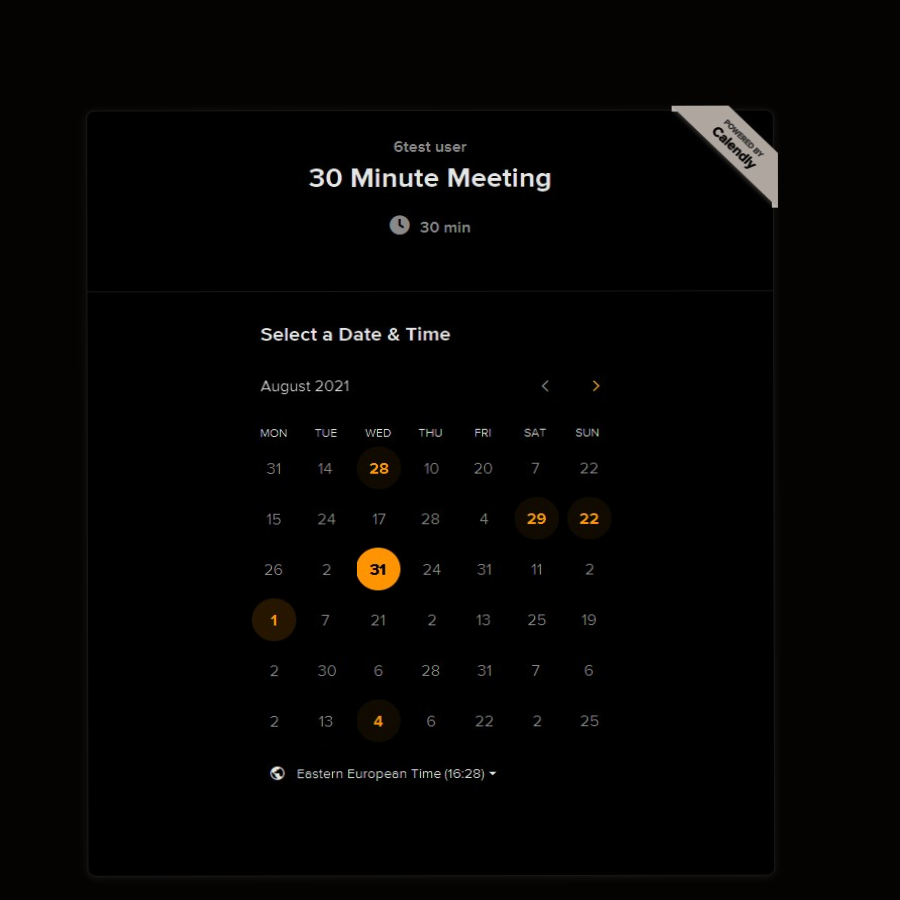 POWERED BY
Calendly
6test user
30 Minute Meeting
30 min
Select a Date & Time
August 2021
MON TUE WED THU FRI SAT SUN
31 14 28 10 20 7 22
15 24 17 28 4 29 22
26 2 31 24 31 11 2
1 7 21 2 13 25 19
2 30 6 28 31 7 6
2 13 4 6 22 2 25
Eastern European Time (16:28)